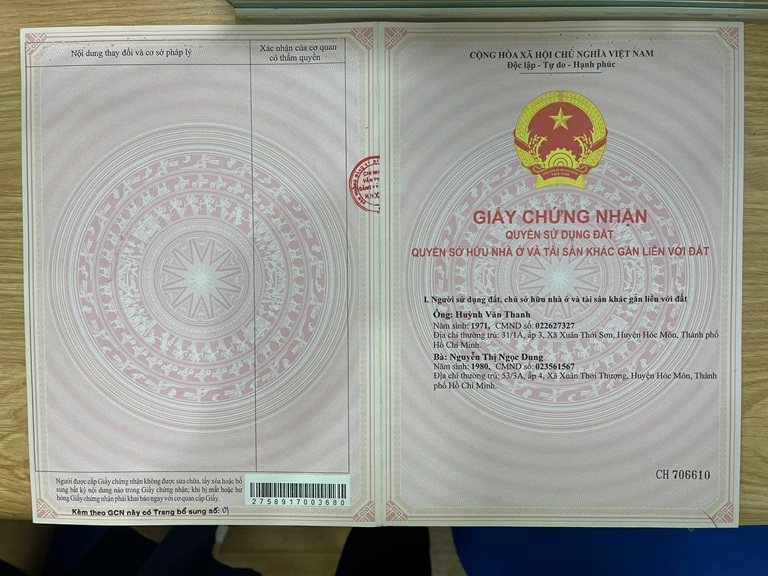 Nội dung thay đổi và cơ sở pháp lý
Xác nhận của cơ quan
có thẩm quyền
Người được cấp Giấy chứng nhận không được sửa chữa, tẩy xóa hoặc bổ
sung bất kỳ nội dung nào trong Giấy chứng nhận; khi bị mất hoặc hư
hỏng Giấy chứng nhận phải khai báo ngay với cơ quan cấp Giấy.
2758917003680
Kèm theo GCN này có Trang bổ sung số: 01
CỘNG HÒA XÃ HỘI CHỦ NGHĨA VIỆT NAM
Độc lập - Tự do - Hạnh phúc
VIỆT NAM
GIẤY CHỨNG NHẬN
QUYỀN SỬ DỤNG ĐẤT
QUYỀN SỞ HỮU NHÀ Ở VÀ TÀI SẢN KHÁC GẮN LIỀN VỚI ĐẤT
I. Người sử dụng đất, chủ sở hữu nhà ở và tài sản khác gắn liền với đất
Ông: Huỳnh Văn Thanh
Năm sinh: 1971, CMND số: 022627327
Địa chỉ thường trú: 31/1A, ấp 3, Xã Xuân Thới Sơn, Huyện Hóc Môn, Thành phố
Hồ Chí Minh.
Bà: Nguyễn Thị Ngọc Dung
Năm sinh: 1980, CMND số: 023561567
Địa chỉ thường trú: 53/3A, ấp 4, Xã Xuân Thới Thượng, Huyện Hóc Môn, Thành
phố Hồ Chí Minh.
CH 706610